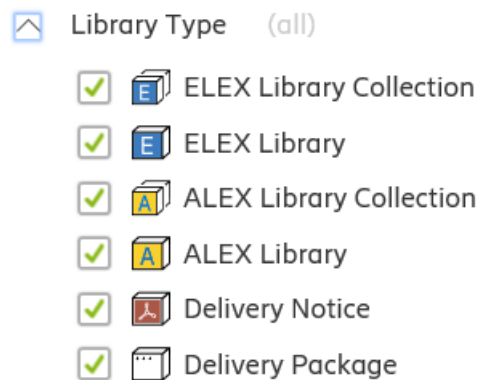 Library Type (all)
E ELEX Library Collection
E ELEX Library
A ALEX Library Collection
A ALEX Library
Delivery Notice
Delivery Package